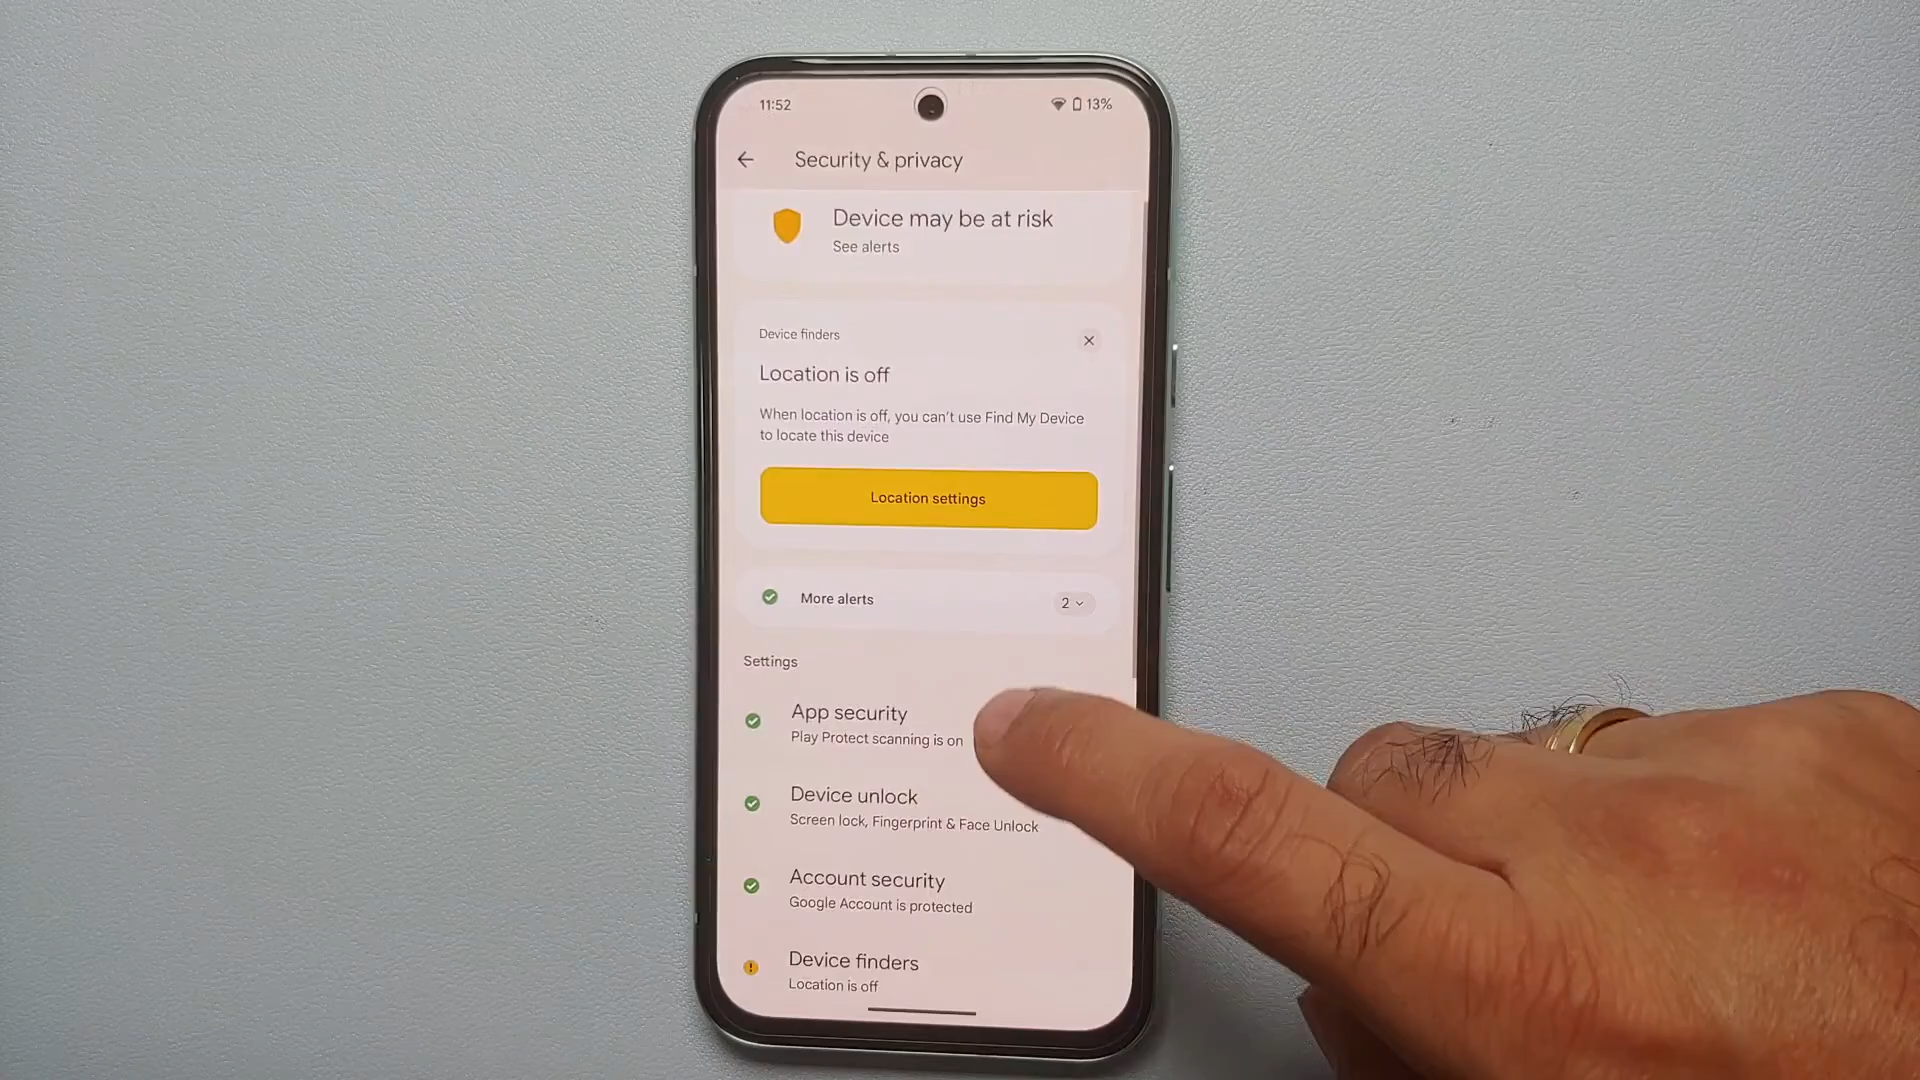 11:52
13%
Security & privacy
Device may be at risk
See alerts
Device finders
Location is off
When location is off, you can't use Find My Device
to locate this device
Location settings
More alerts
2
Settings
App security
Play Protect scanning is on
Device unlock
Screen lock, Fingerprint & Face Unlock
Account security
Google Account is protected
Device finders
Location is off